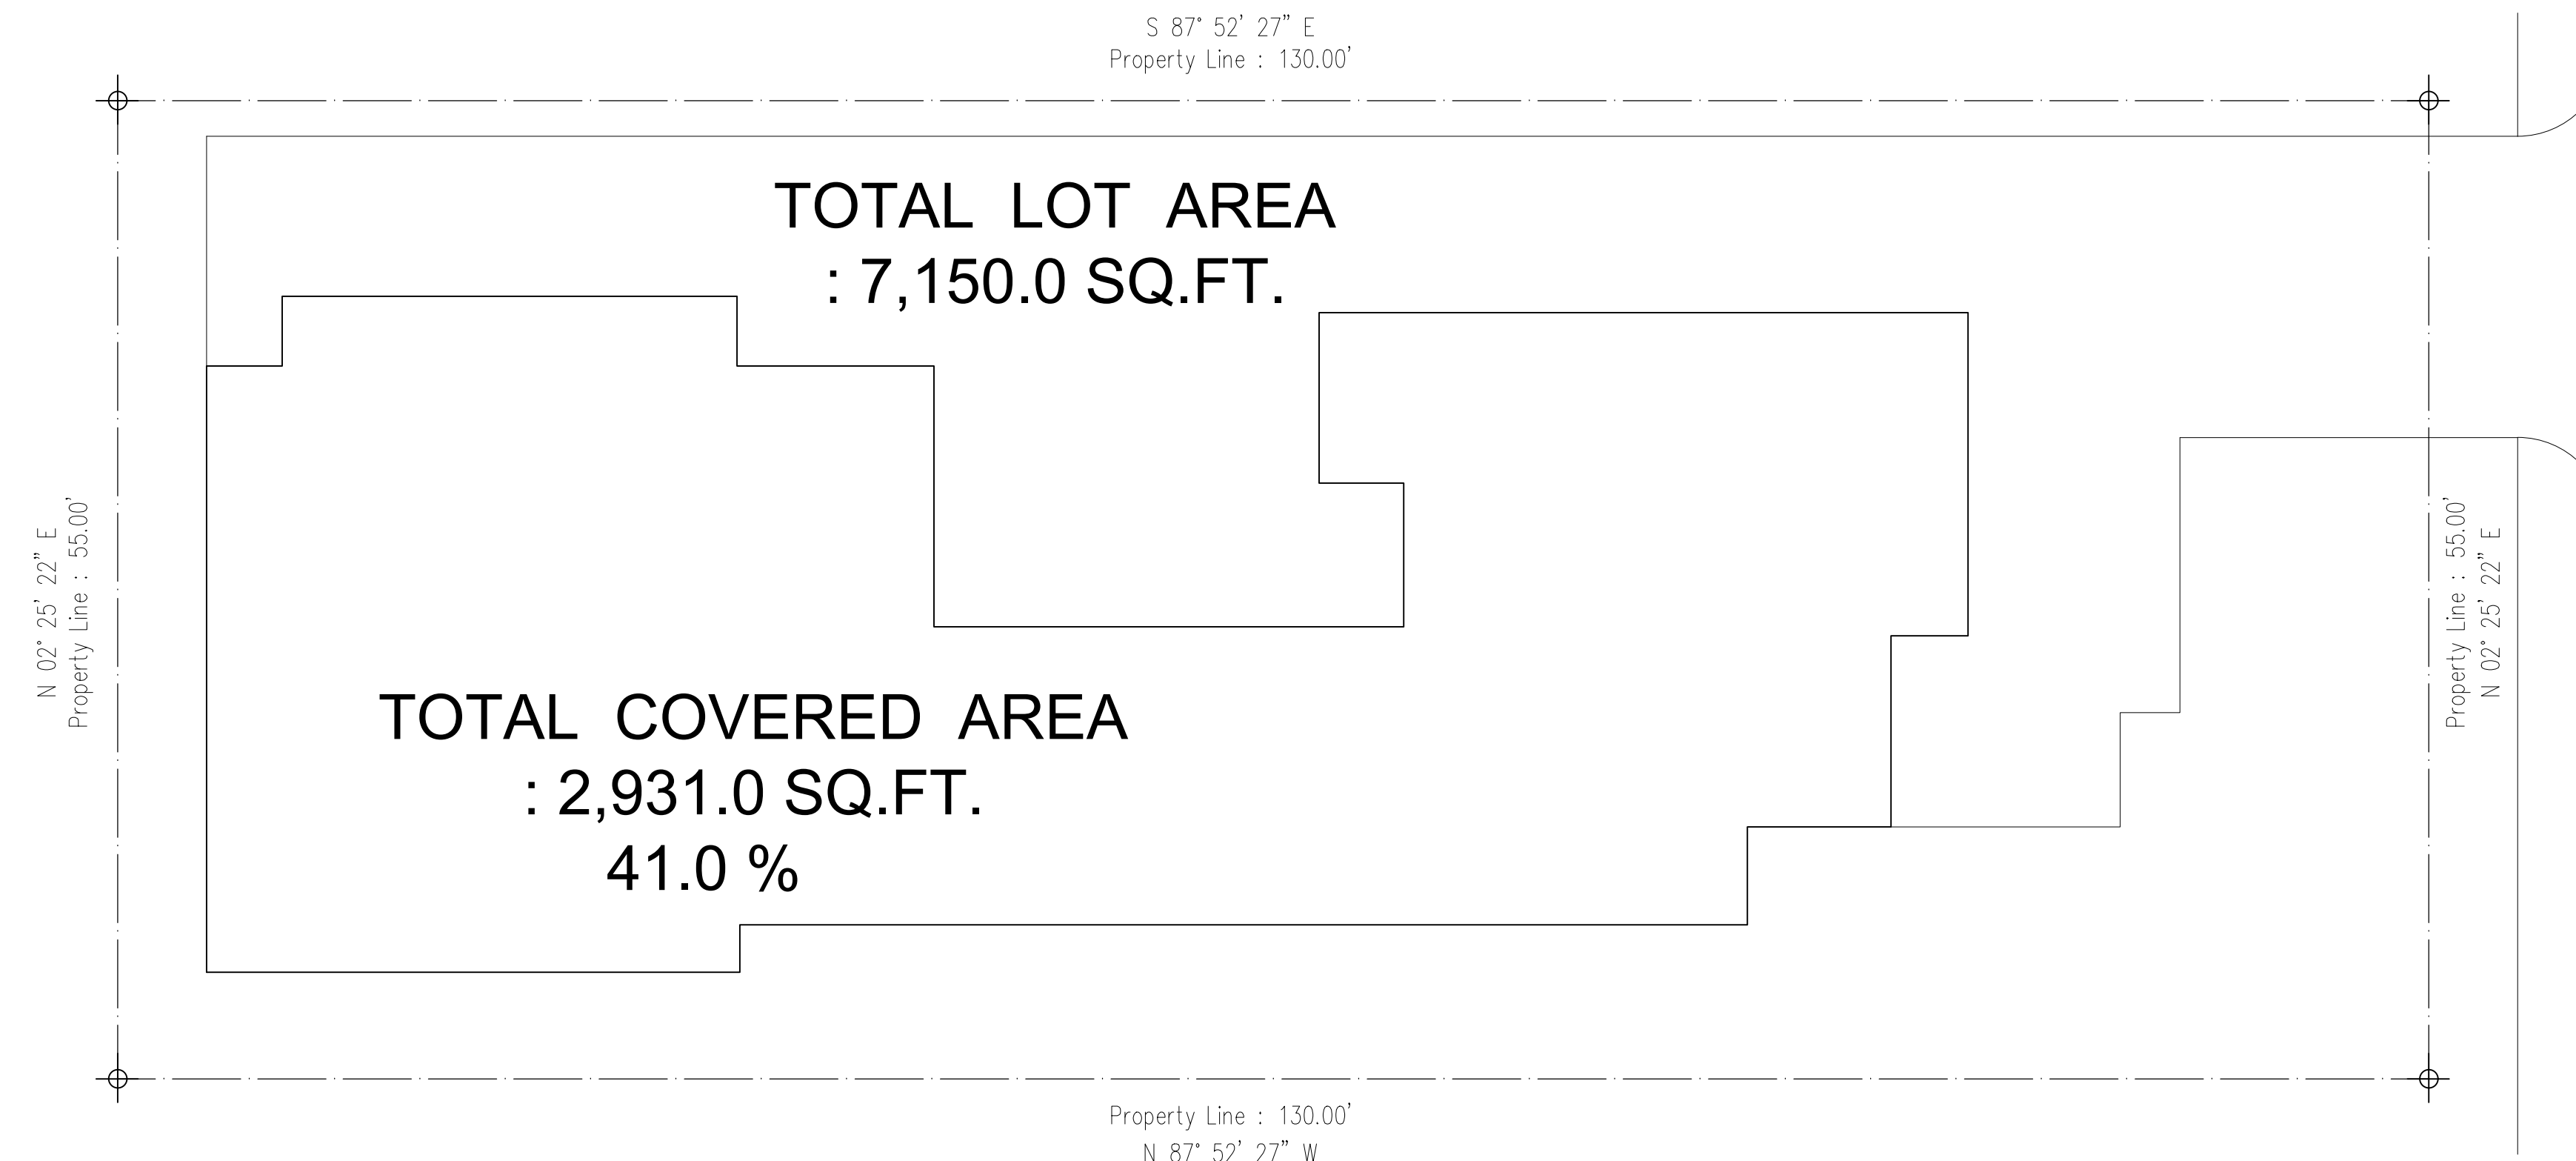 S 87° 52’ 27” E
Property Line : 130.00’
TOTAL LOT AREA
: 7,150.0 SQ.FT.
N 02° 25’ 22” E
Property Line : 55.00’
Property Line : 55.00’
N 02° 25’ 22” E
TOTAL COVERED AREA
: 2,931.0 SQ.FT.
41.0 %
Property Line : 130.00’
N 87° 52’ 27” W